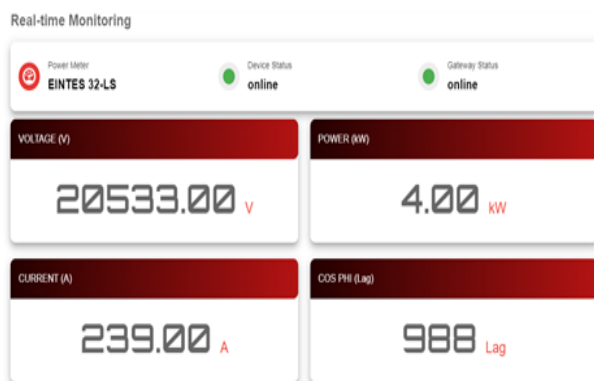 Real-time Monitoring
Power Meter
EINTES 32-LS
Device Status
online
Gateway Status
online
VOLTAGE (V)
20533.00 V
POWER (kW)
4.00 kW
CURRENT (A)
239.00 A
COS PHI (Lag)
988 Lag